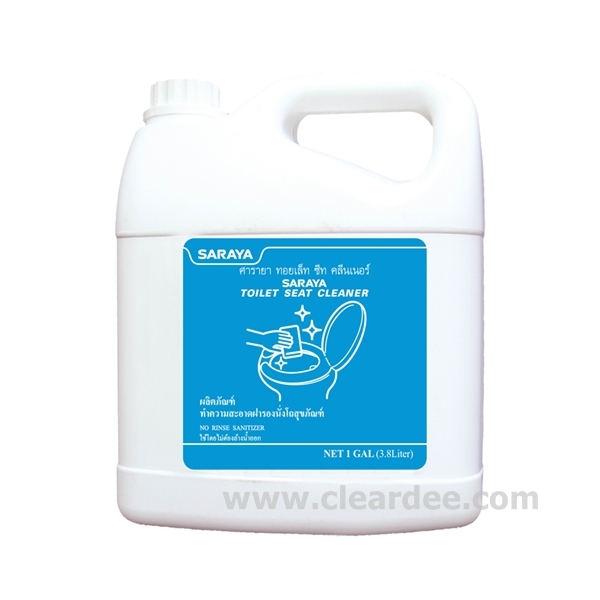 SARAYA
ศารายา ทอยเล็ท ซีท คลีนเนอร์
SARAYA
TOILET SEAT CLEANER
ผลิตภัณฑ์
ทำความสะอาดฝารองนั่งโถสุขภัณฑ์
NO RINSE SANITIZER
ใช้โดยไม่ต้องล้างน้ำออก
NET 1 GAL (3.8Liter)
www.cleardee.com